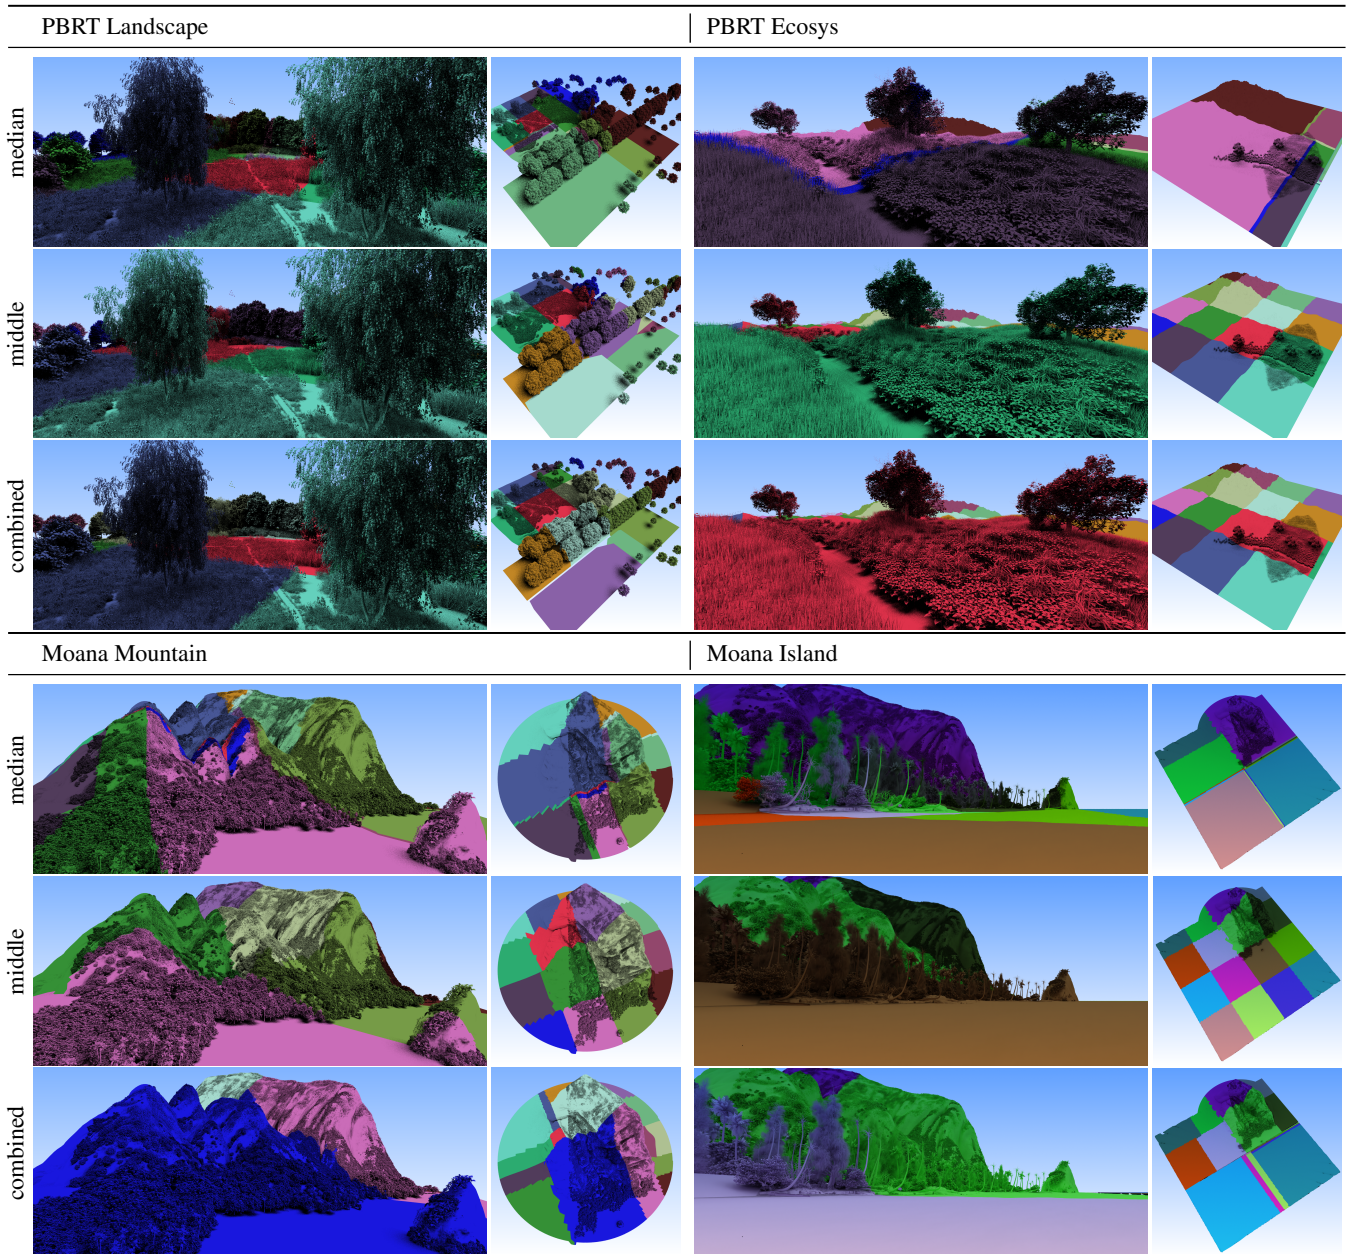 PBRT Landscape
PBRT Ecosys
median
middle
combined
Moana Mountain
Moana Island
median
middle
combined